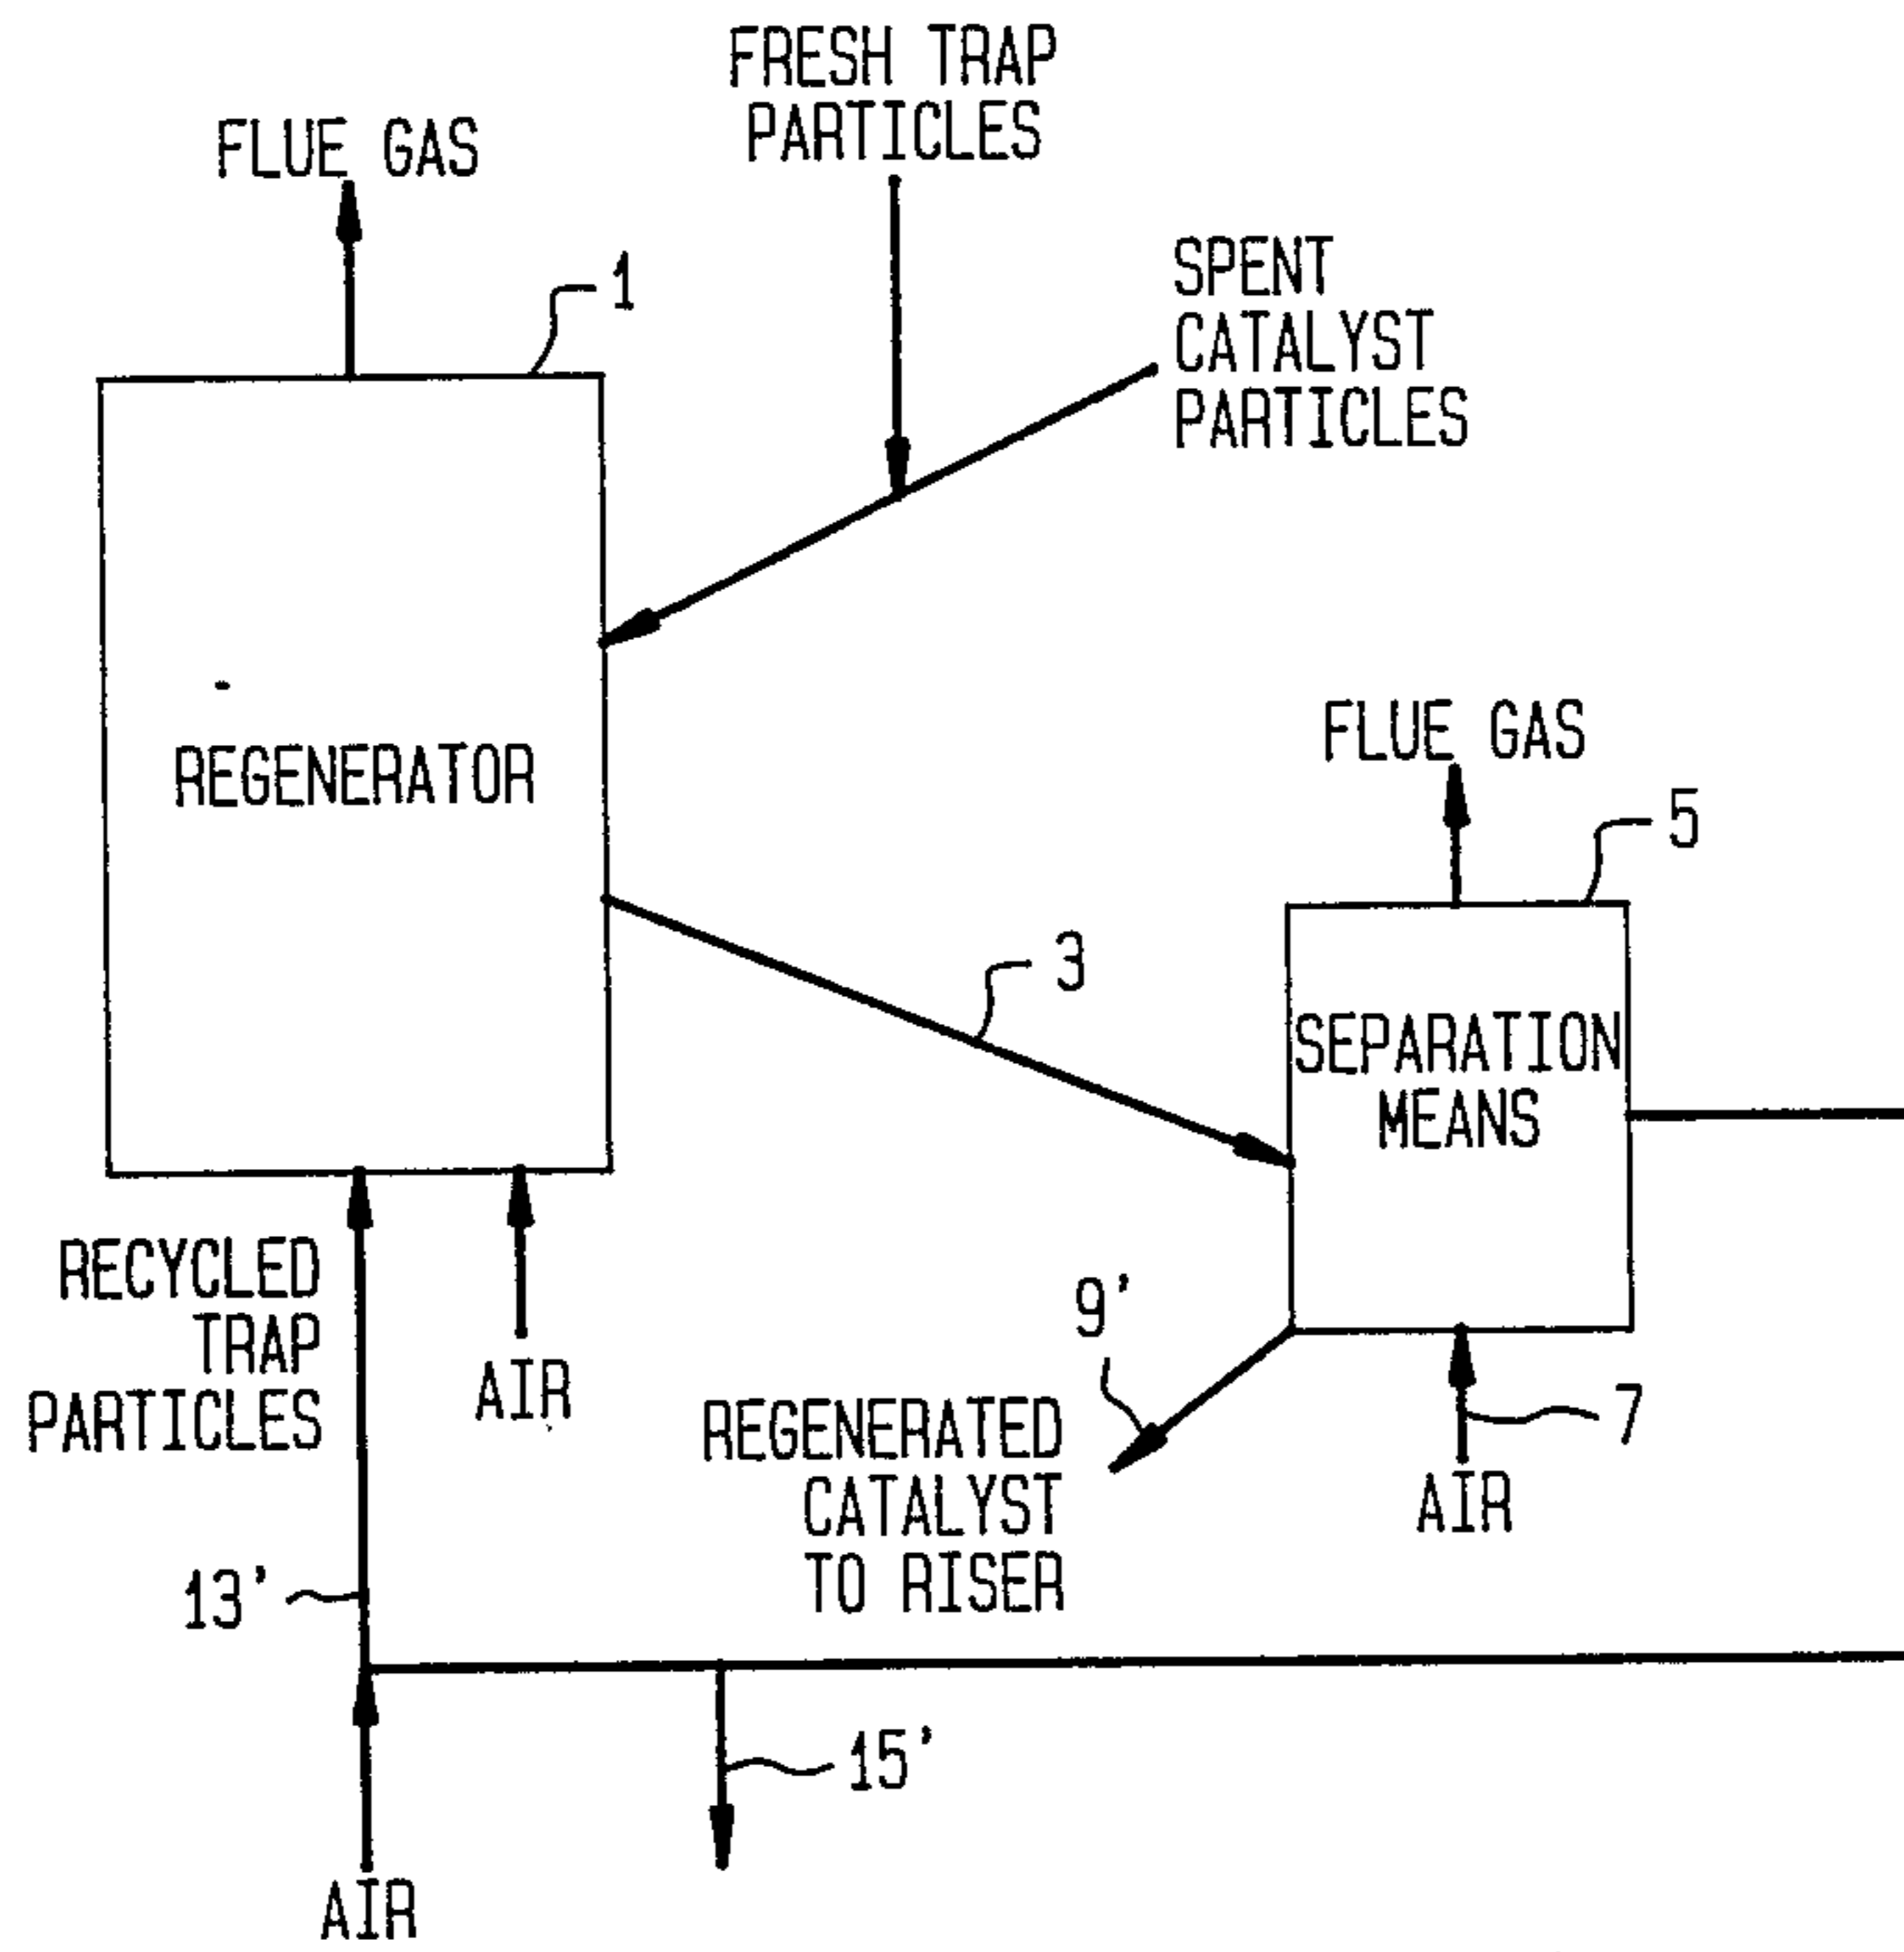 FRESH TRAP
PARTICLES
FLUE GAS
1
SPENT
CATALYST
PARTICLES
REGENERATOR
FLUE GAS
5
3
SEPARATION
MEANS
RECYCLED
TRAP
PARTICLES
AIR
9'
REGENERATED
CATALYST
TO RISER
7
AIR
13'
15'
AIR